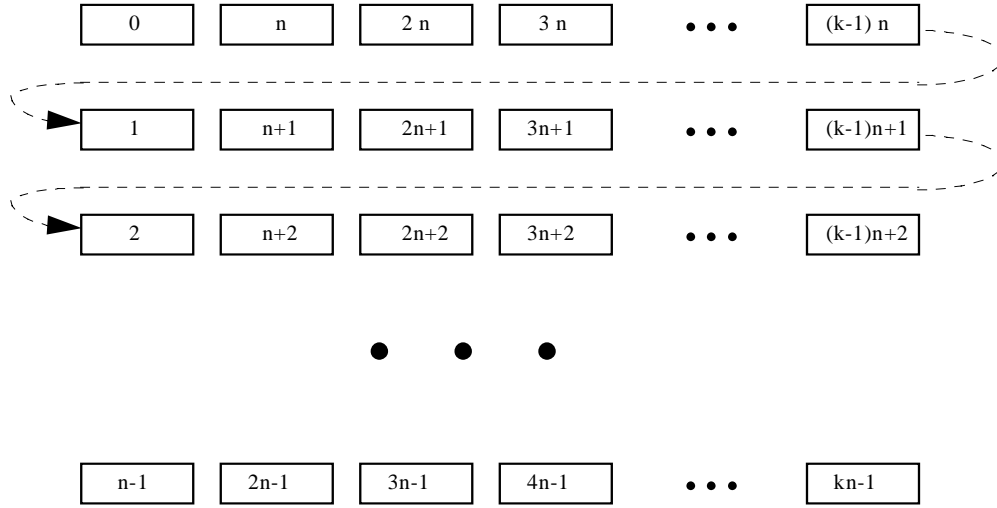 0 n 2 n 3 n ••• (k-1) n
1 n+1 2n+1 3n+1 ••• (k-1)n+1
2 n+2 2n+2 3n+2 ••• (k-1)n+2
• • •
n-1 2n-1 3n-1 4n-1 ••• kn-1